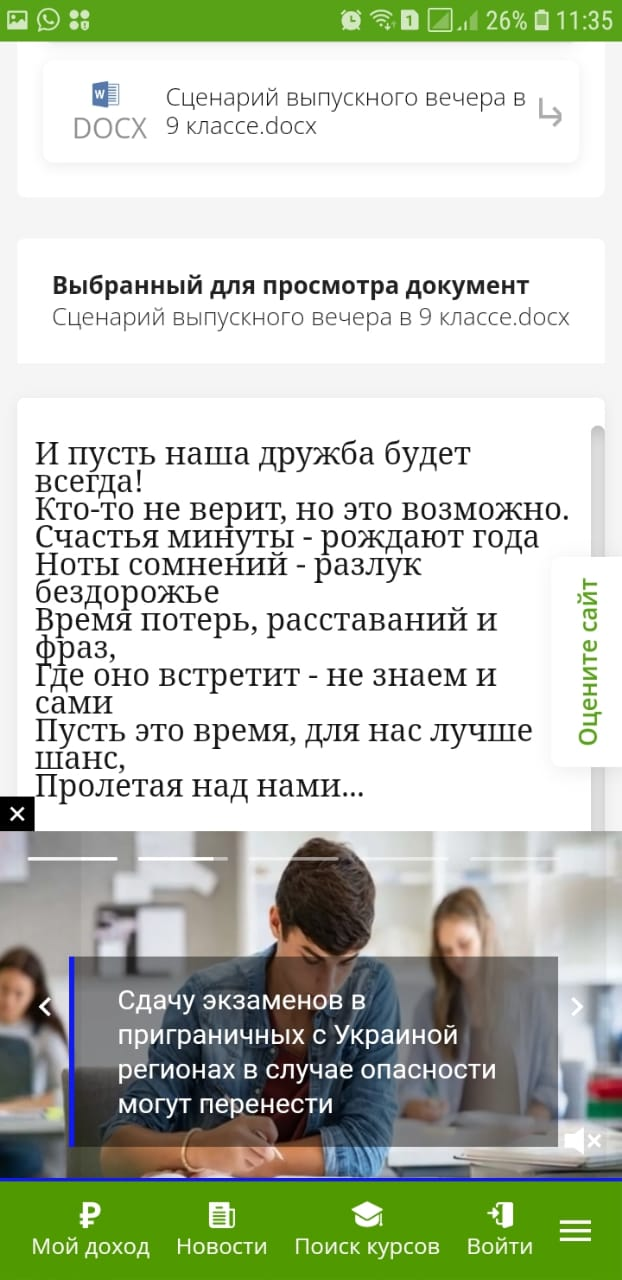 26% 11:35
Сценарий выпускного вечера в
9 классе.docx
W
DOCX
Выбранный для просмотра документ
Сценарий выпускного вечера в 9 классе.docx
И пусть наша дружба будет
всегда!
Кто-то не верит, но это возможно.
Счастья минуты - рождают года
Ноты сомнений - разлук
бездорожье
Время потерь, расставаний и
фраз,
Где оно встретит - не знаем и
сами
Пусть это время, для нас лучше
шанс,
Пролетая над нами...
Оцените сайт
Сдачу экзаменов в
приграничных с Украиной
регионах в случае опасности
могут перенести
Мой доход Новости Поиск курсов Войти